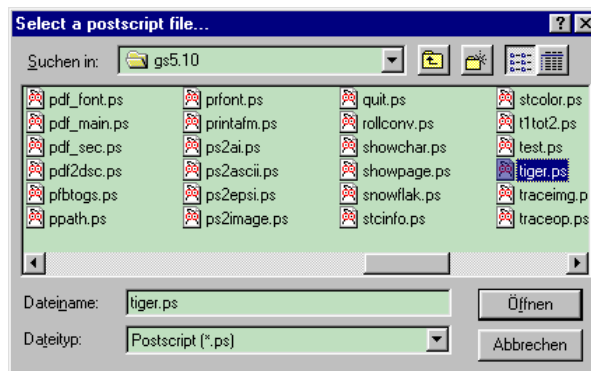 Select a postscript file...
Suchen in: gs5.10
pdf_font.ps prfont.ps quit.ps stcolor.ps
pdf_main.ps printafm.ps rollconv.ps t1tot2.ps
pdf_sec.ps ps2ai.ps showchar.ps test.ps
pdf2dsc.ps ps2ascii.ps showpage.ps tiger.ps
pfbtogs.ps ps2epsi.ps snowflak.ps traceimg.p
ppath.ps ps2image.ps stcinfo.ps traceop.ps
Dateiname: tiger.ps Öffnen
Dateityp: Postscript (*.ps) Abbrechen